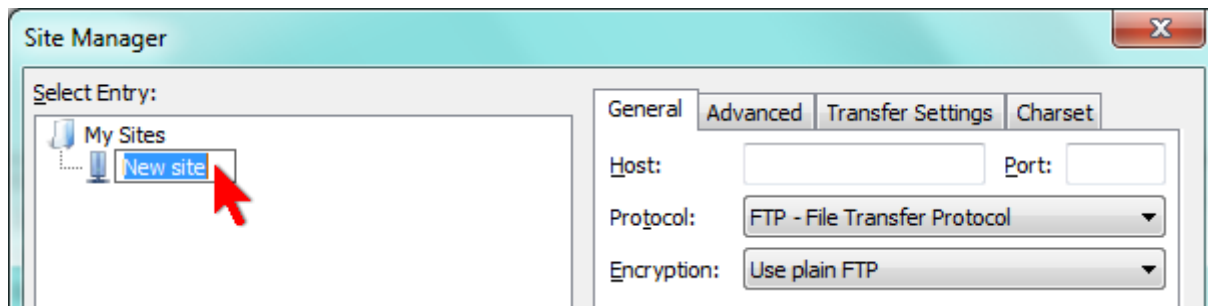 Site Manager
Select Entry:
My Sites
New site
General Advanced Transfer Settings Charset
Host: Port:
Protocol: FTP - File Transfer Protocol
Encryption: Use plain FTP